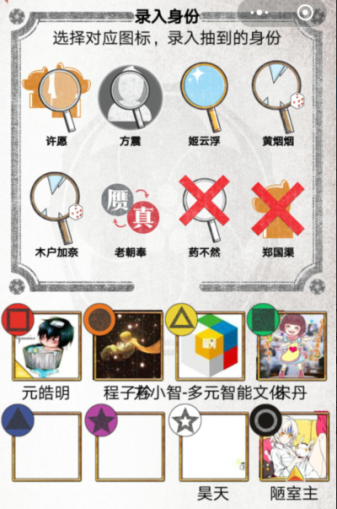 录入身份
选择对应图标，录入抽到的身份
许愿 方震 姬云浮 黄烟烟
木户加奈 老朝奉 药不然 郑国渠
赝 真
元皓明 程子矜 方小智-多元智能文化 宋丹
昊天 陋室主